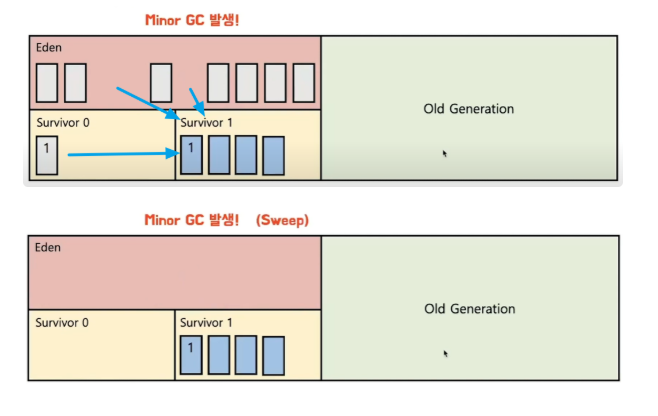 Minor GC 발생!
Eden
Survivor 0
Survivor 1
1
1
Old Generation
Minor GC 발생! (Sweep)
Eden
Survivor 0
Survivor 1
1
Old Generation